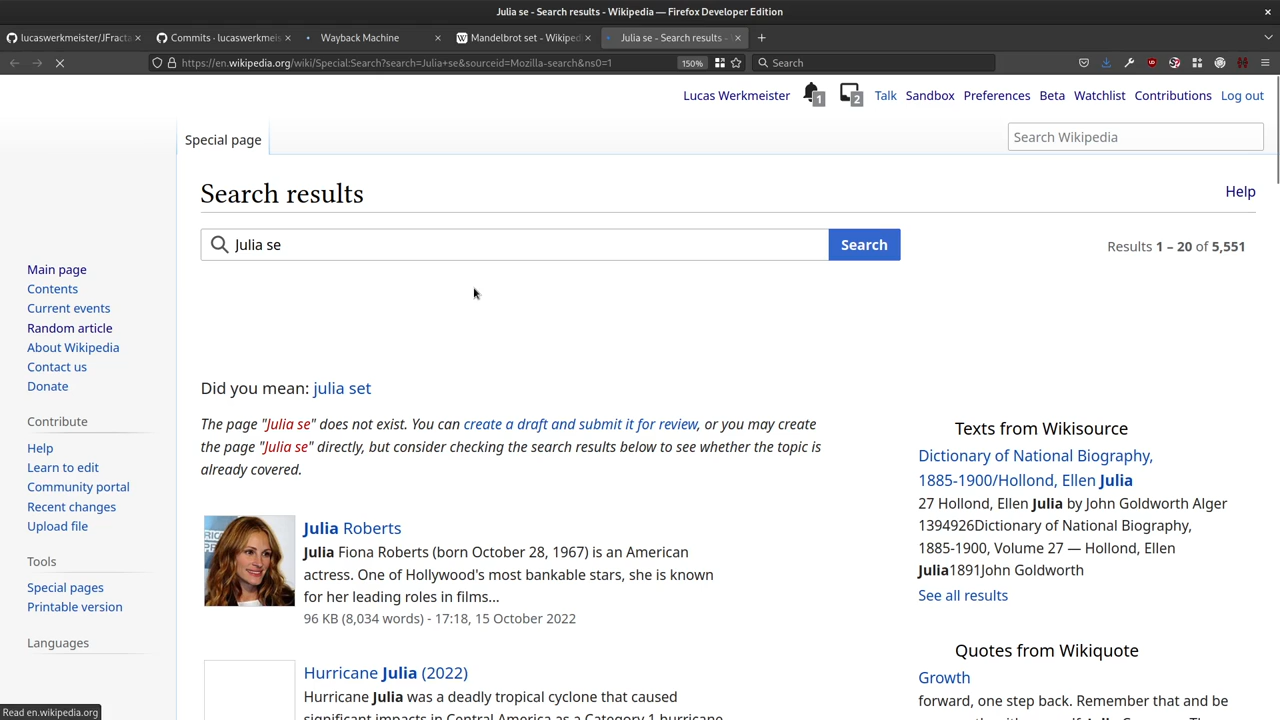 Julia se - Search results - Wikipedia — Firefox Developer Edition
lucaswerkmeister/JFracta
Commits · lucaswerkmeis
Wayback Machine
Mandelbrot set - Wikiped
Julia se - Search results -
https://en.wikipedia.org/wiki/Special:Search?search=Julia+se&sourceid=Mozilla-search&ns0=1
150%
Search
Lucas Werkmeister
1
2
Talk
Sandbox
Preferences
Beta
Watchlist
Contributions
Log out
Special page
Search Wikipedia
Search results
Help
Julia se
Search
Results 1 – 20 of 5,551
Main page
Contents
Current events
Random article
About Wikipedia
Contact us
Donate
Contribute
Help
Learn to edit
Community portal
Recent changes
Upload file
Tools
Special pages
Printable version
Languages
Did you mean: julia set
The page "Julia se" does not exist. You can create a draft and submit it for review, or you may create
the page "Julia se" directly, but consider checking the search results below to see whether the topic is
already covered.
Julia Roberts
Julia Fiona Roberts (born October 28, 1967) is an American
actress. One of Hollywood's most bankable stars, she is known
for her leading roles in films...
96 KB (8,034 words) - 17:18, 15 October 2022
Hurricane Julia (2022)
Hurricane Julia was a deadly tropical cyclone that caused
significant impacts in Central America as a Category 1 hurricane
Texts from Wikisource
Dictionary of National Biography,
1885-1900/Hollond, Ellen Julia
27 Hollond, Ellen Julia by John Goldworth Alger
1394926Dictionary of National Biography,
1885-1900, Volume 27 — Hollond, Ellen
Julia1891John Goldworth
See all results
Quotes from Wikiquote
Growth
forward, one step back. Remember that and be
Read en.wikipedia.org